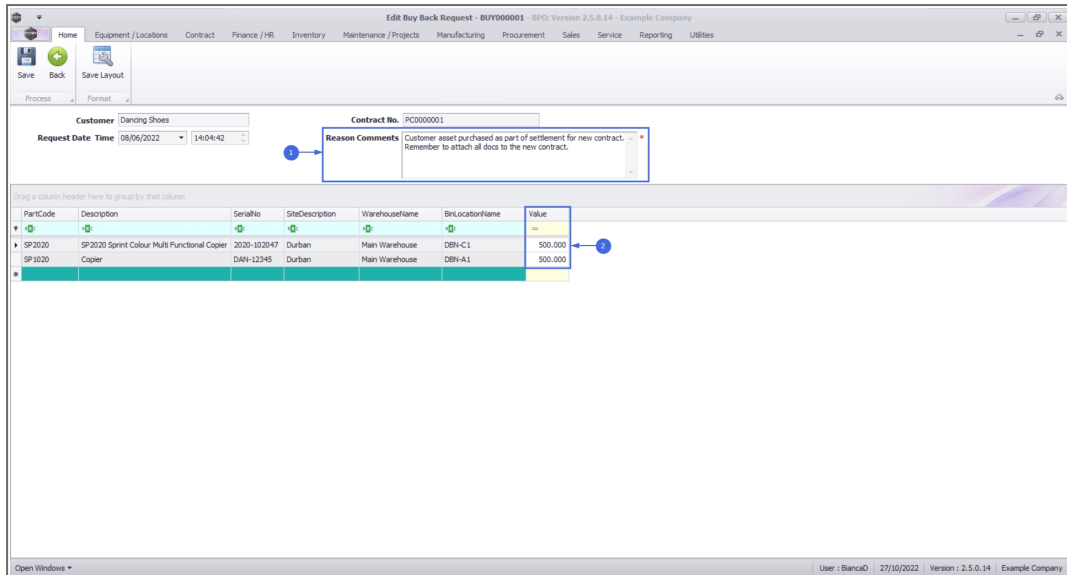 Edit Buy Back Request - BUY000001 - BPO: Version 2.5.0.14 - Example Company
Home Equipment / Locations Contract Finance / HR Inventory Maintenance / Projects Manufacturing Procurement Sales Service Reporting Utilities
Save Back Save Layout
Process Format
Customer Dancing Shoes Contract No. PC0000001
Request Date Time 08/06/2022 14:04:42 1 Reason Comments Customer asset purchased as part of settlement for new contract. *
Remember to attach all docs to the new contract.
Drag a column header here to group by that column
PartCode Description SerialNo SiteDescription WarehouseName BinLocationName Value
=
SP2020 SP2020 Sprint Colour Multi Functional Copier 2020-102047 Durban Main Warehouse DBN-C1 500.000 2
SP1020 Copier DAN-12345 Durban Main Warehouse DBN-A1 500.000
Open Windows User : BiancaD 27/10/2022 Version : 2.5.0.14 Example Company